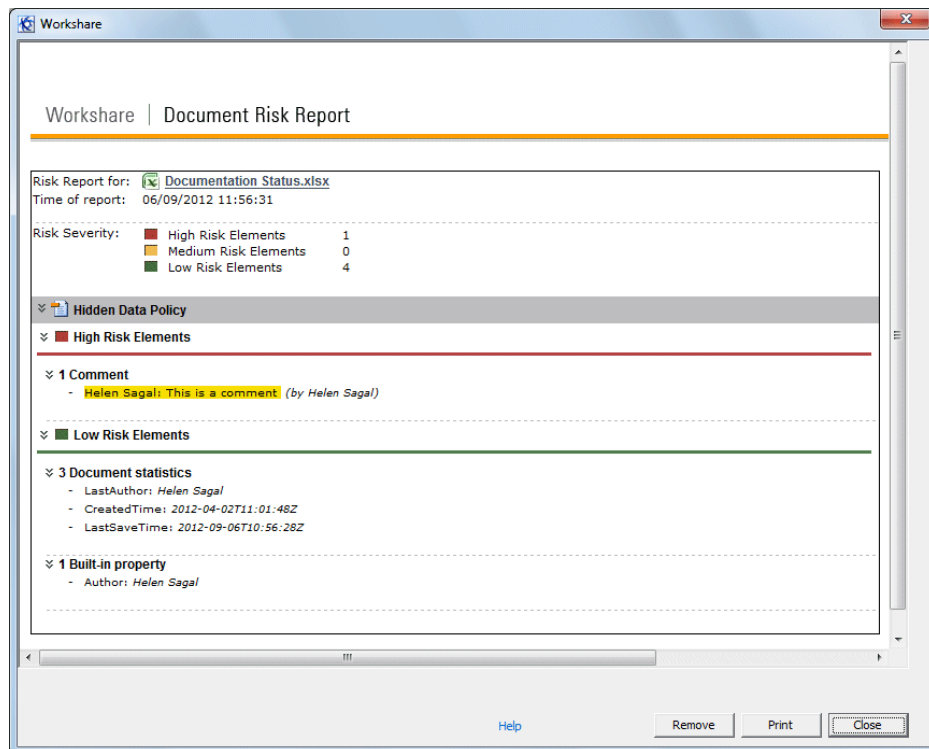 Workshare
Workshare | Document Risk Report
Risk Report for: Documentation Status.xlsx
Time of report: 06/09/2012 11:56:31
Risk Severity: High Risk Elements 1
Medium Risk Elements 0
Low Risk Elements 4
Hidden Data Policy
High Risk Elements
1 Comment
- Helen Sagal: This is a comment (by Helen Sagal)
Low Risk Elements
3 Document statistics
- LastAuthor: Helen Sagal
- CreatedTime: 2012-04-02T11:01:48Z
- LastSaveTime: 2012-09-06T10:56:28Z
1 Built-in property
- Author: Helen Sagal
Help Remove Print Close